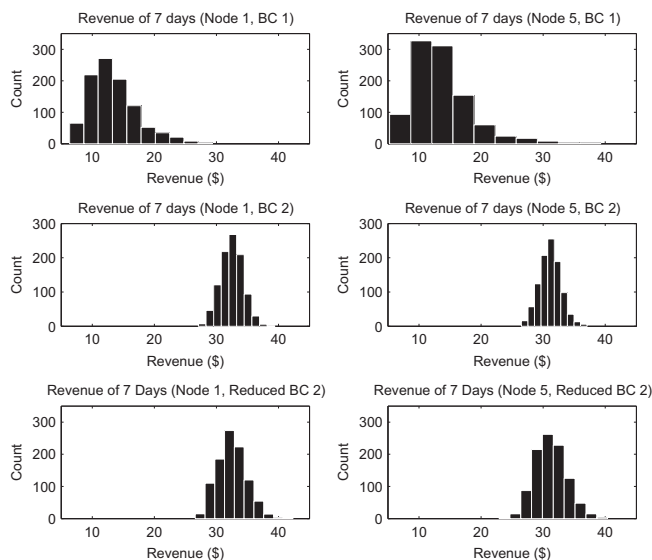 Revenue of 7 days (Node 1, BC 1)
300
200
100
0
Count
10 20 30 40
Revenue ($)
Revenue of 7 days (Node 5, BC 1)
300
200
100
0
Count
10 20 30 40
Revenue ($)
Revenue of 7 days (Node 1, BC 2)
300
200
100
0
Count
10 20 30 40
Revenue ($)
Revenue of 7 days (Node 5, BC 2)
300
200
100
0
Count
10 20 30 40
Revenue ($)
Revenue of 7 Days (Node 1, Reduced BC 2)
300
200
100
0
Count
10 20 30 40
Revenue ($)
Revenue of 7 Days (Node 5, Reduced BC 2)
300
200
100
0
Count
10 20 30 40
Revenue ($)